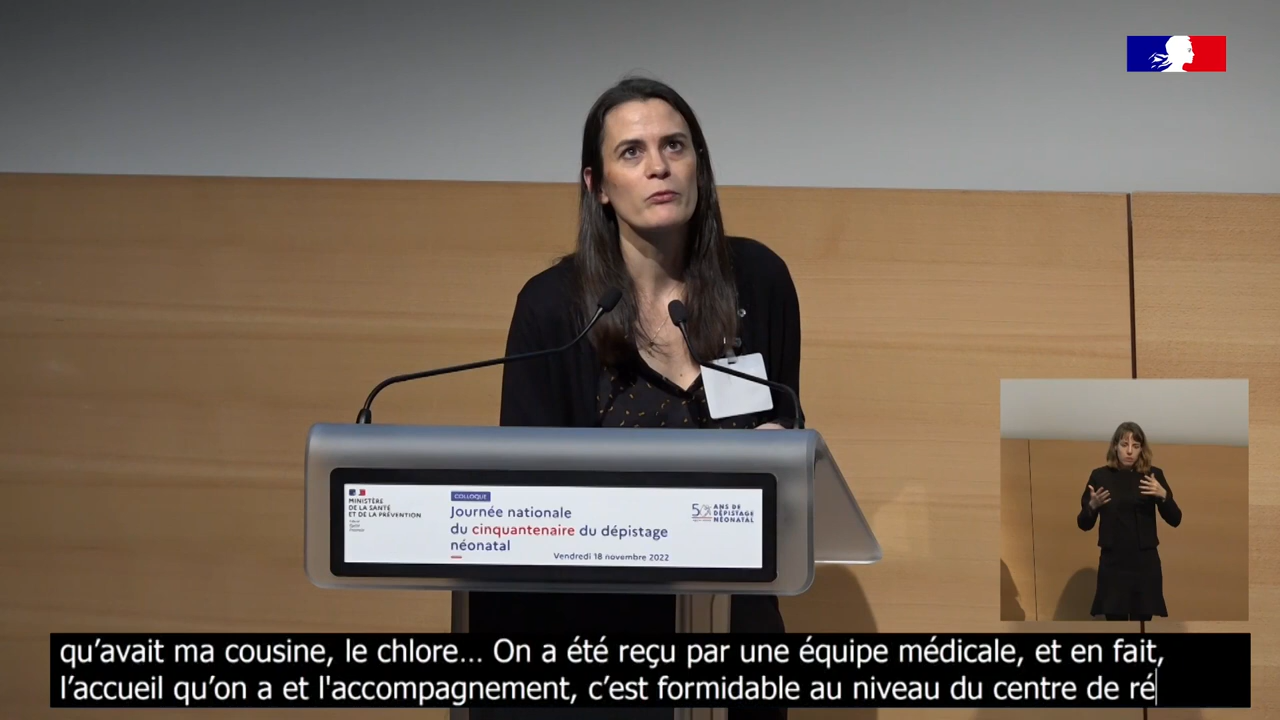 MINISTÈRE
DE LA SANTÉ
ET DE LA PRÉVENTION
COLLOQUE
Journée nationale
du cinquantenaire du dépistage
néonatal
Vendredi 18 novembre 2022
50 ANS DE
DÉPISTAGE
NÉONATAL
qu’avait ma cousine, le chlore... On a été reçu par une équipe médicale, et en fait,
l’accueil qu’on a et l'accompagnement, c’est formidable au niveau du centre de ré